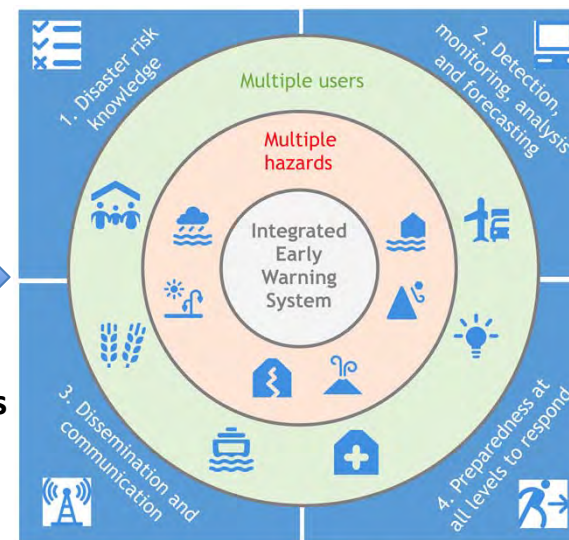 1. Disaster risk
knowledge
2. Detection,
monitoring, analysis
and forecasting
Multiple users
Multiple
hazards
Integrated
Early
Warning
System
s
3. Dissemination and
communication
4. Preparedness at
all levels to respond